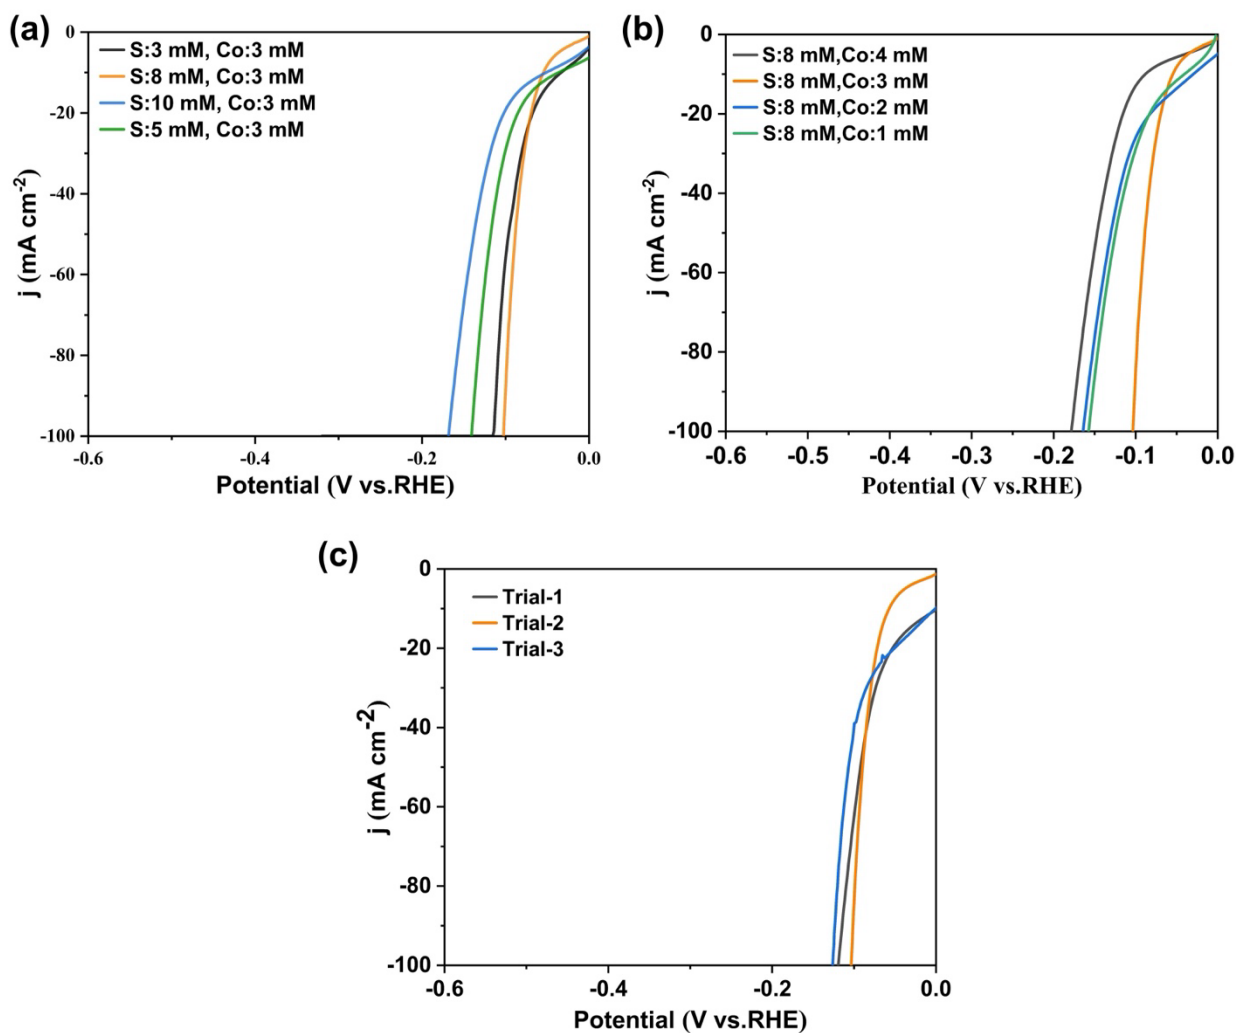 (a)
S:3 mM, Co:3 mM
S:8 mM, Co:3 mM
S:10 mM, Co:3 mM
S:5 mM, Co:3 mM
0
-20
-40
-60
-80
-100
j (mA cm⁻²)
-0.6
-0.4
-0.2
0.0
Potential (V vs.RHE)
(b)
S:8 mM,Co:4 mM
S:8 mM,Co:3 mM
S:8 mM,Co:2 mM
S:8 mM,Co:1 mM
0
-20
-40
-60
-80
-100
j (mA cm⁻²)
-0.6
-0.5
-0.4
-0.3
-0.2
-0.1
0.0
Potential (V vs.RHE)
(c)
Trial-1
Trial-2
Trial-3
0
-20
-40
-60
-80
-100
j (mA cm⁻²)
-0.6
-0.4
-0.2
0.0
Potential (V vs.RHE)